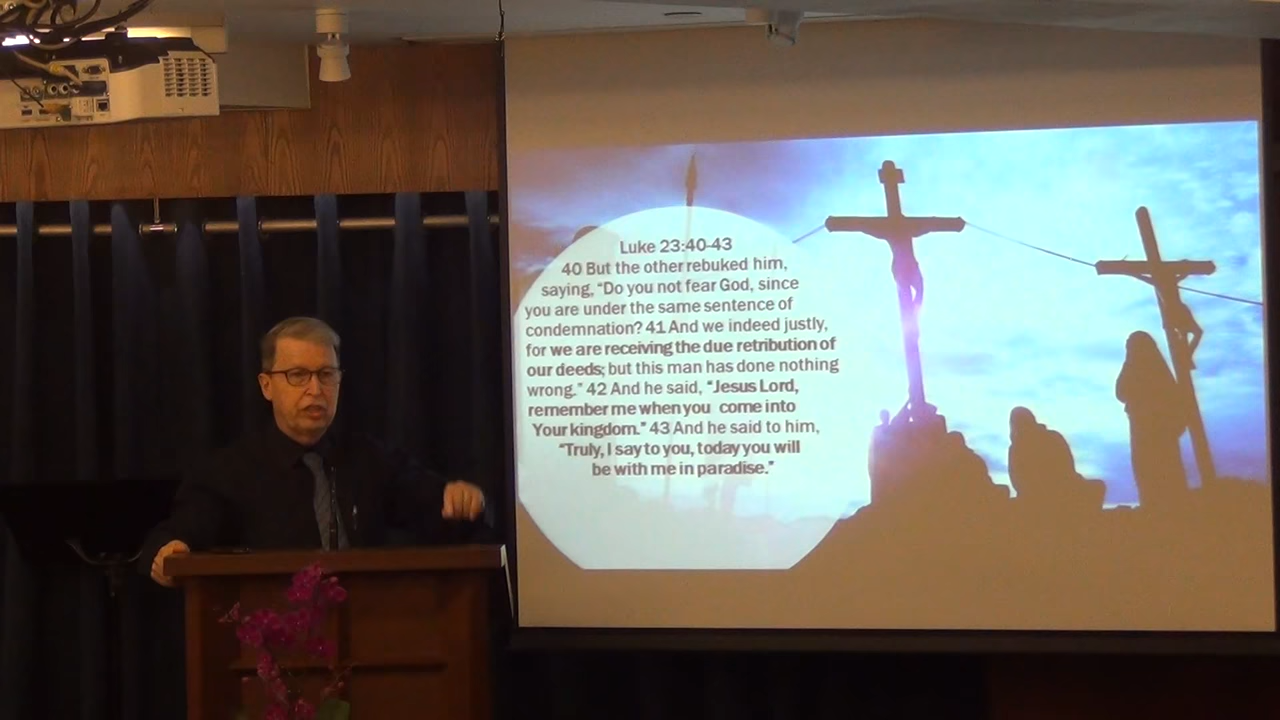 Luke 23:40-43
40 But the other rebuked him,
saying, “Do you not fear God, since
you are under the same sentence of
condemnation? 41 And we indeed justly,
for we are receiving the due retribution of
our deeds; but this man has done nothing
wrong.” 42 And he said, “Jesus Lord,
remember me when you come into
Your kingdom.” 43 And he said to him,
“Truly, I say to you, today you will
be with me in paradise.”